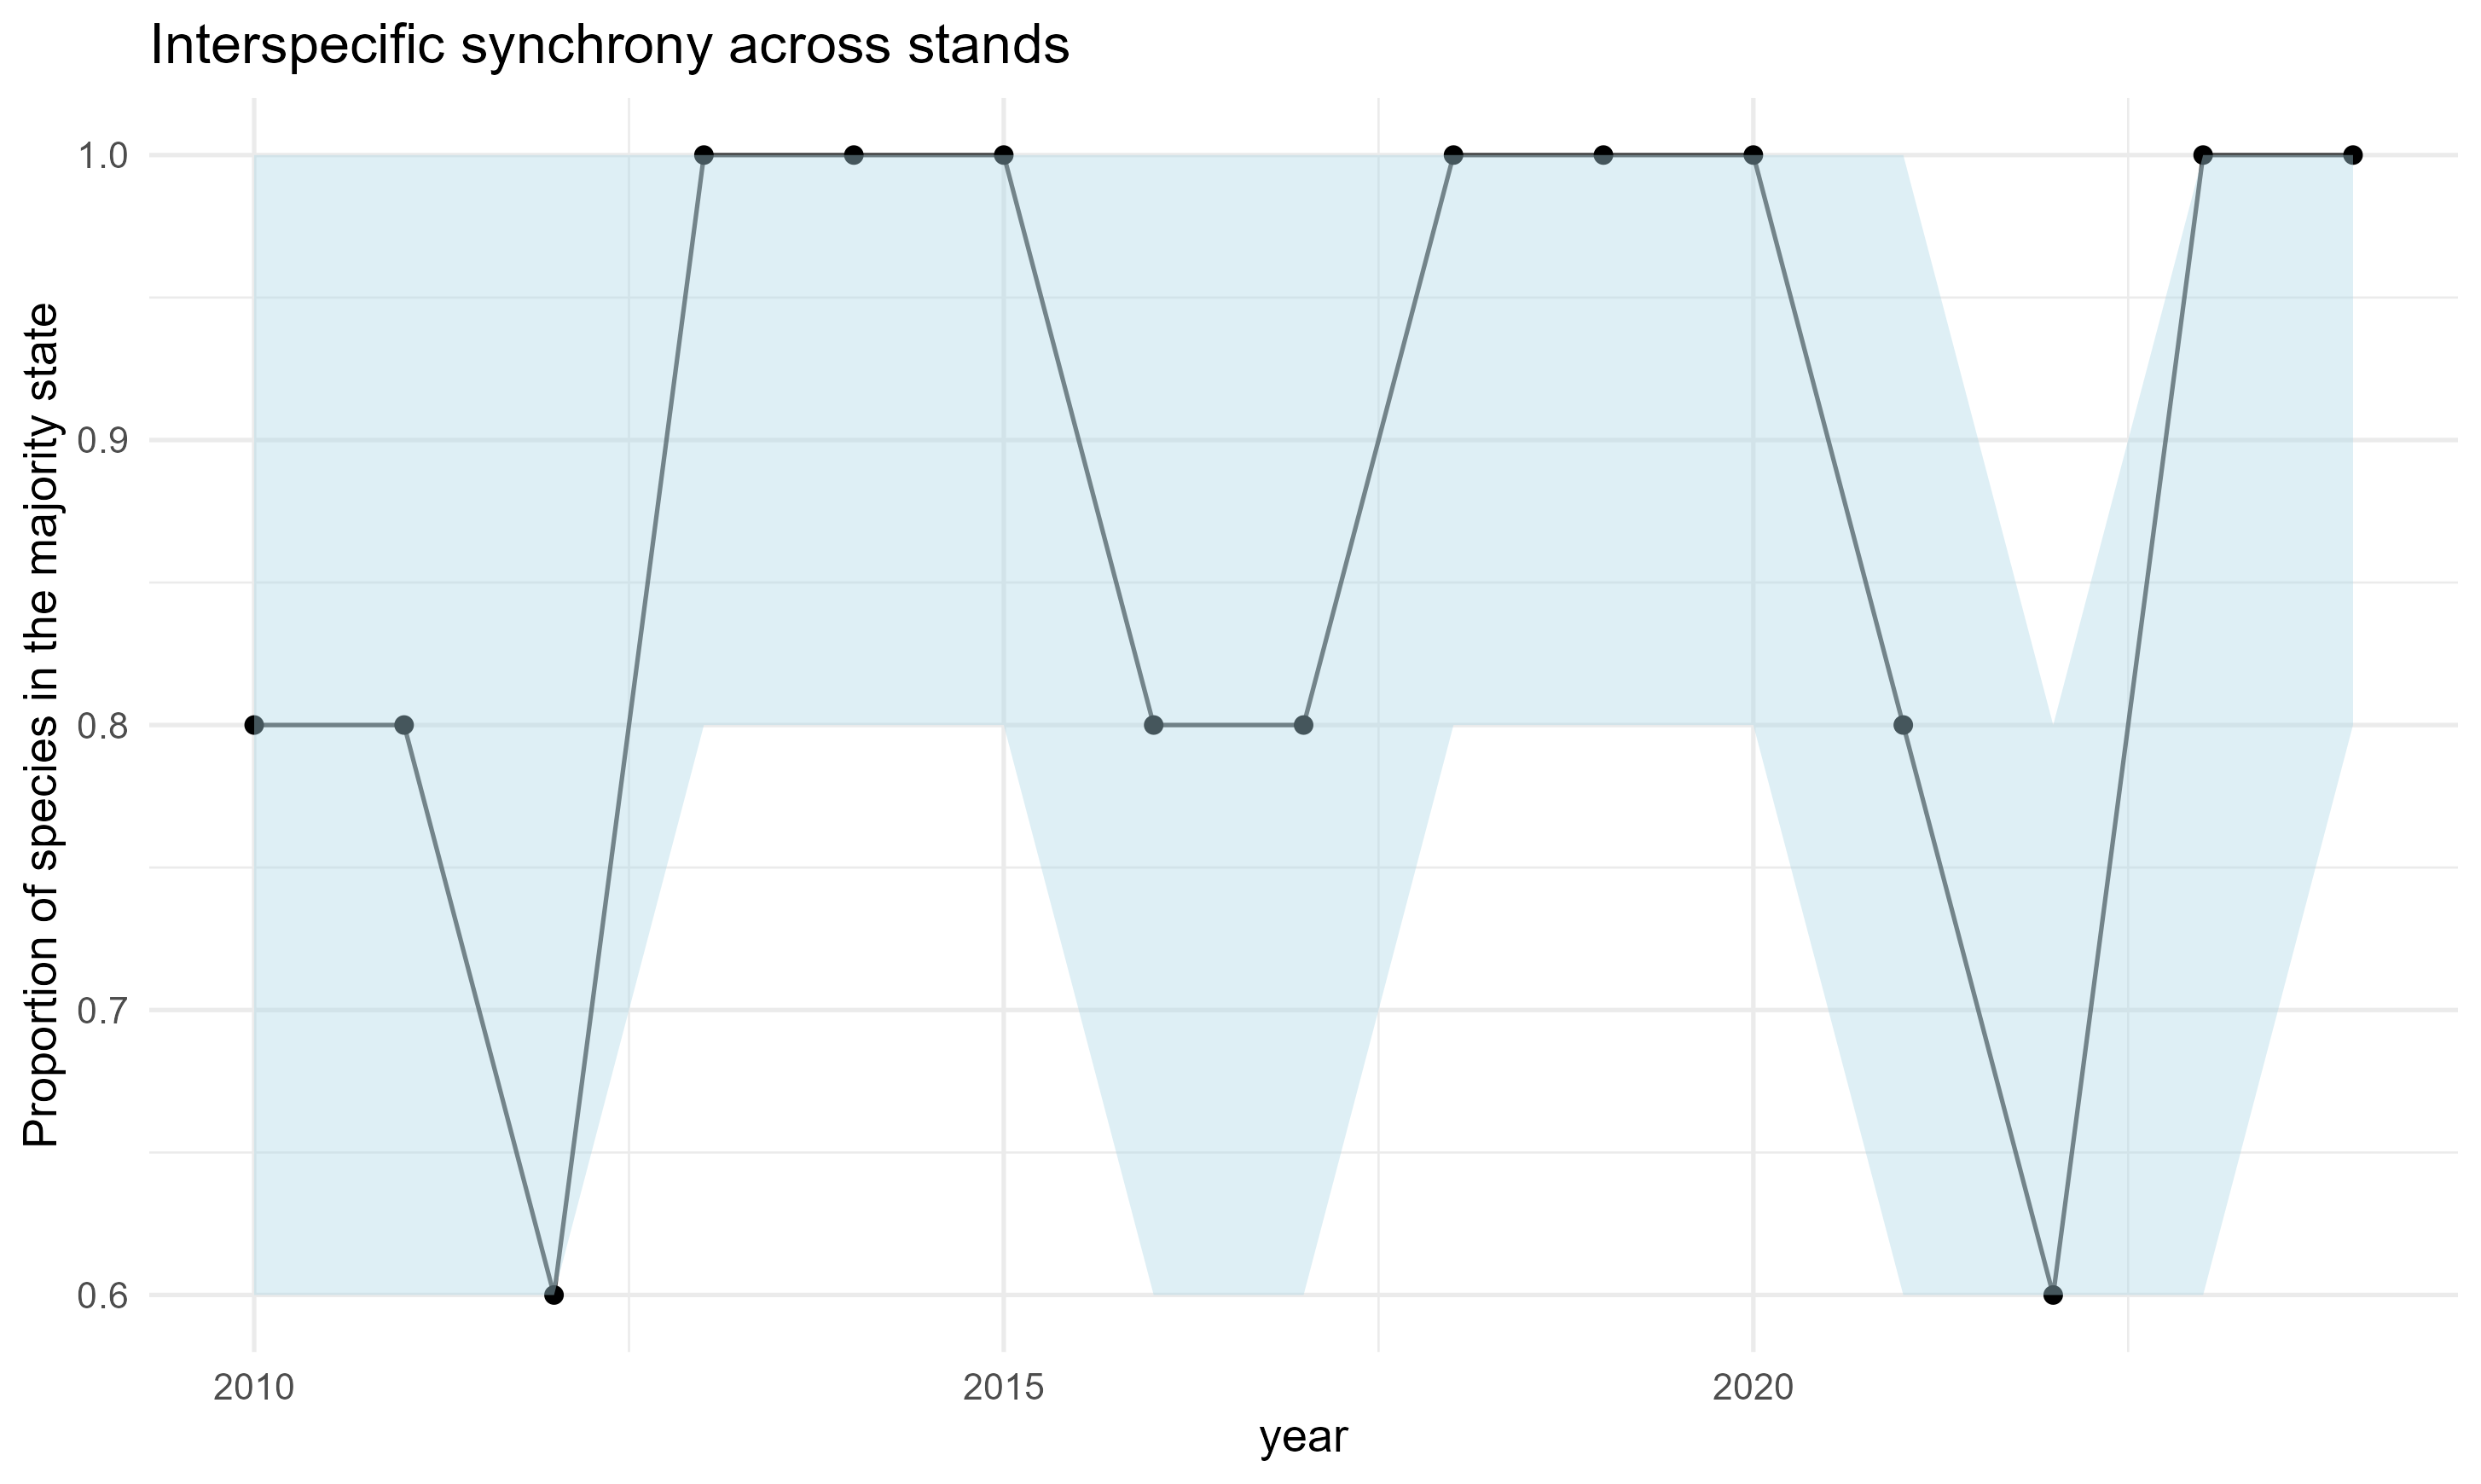 Interspecific synchrony across stands
Proportion of species in the majority state
1.0
0.9
0.8
0.7
0.6
2010 2015 2020
year